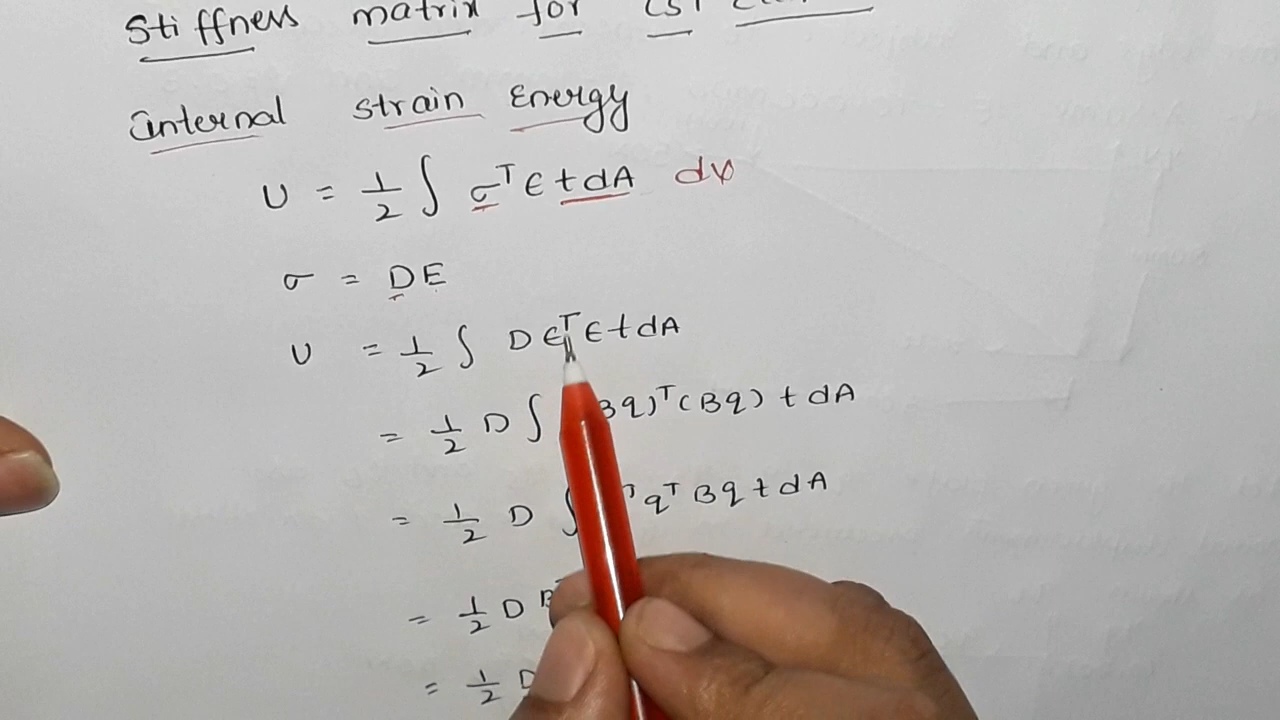 Stiffness matrix for CST
internal strain Energy
U = 1/2 ∫ σᵀ ϵ t dA dv
σ = D E
U = 1/2 ∫ D ϵᵀ ϵ t dA
= 1/2 D ∫ Bq)ᵀ (Bq) t dA
= 1/2 D ∫ ᵀ qᵀ B q t dA
= 1/2 D B
= 1/2 D